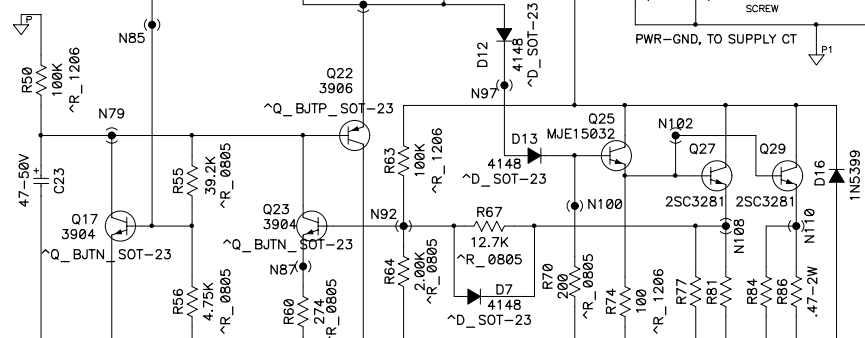 SCREW
PWR-GND, TO SUPPLY CT
P
P1
N85
D12
4148
^D_SOT-23
R50
100K
^R_1206
Q22
3906
^Q_BJTP_SOT-23
N97
N79
Q25
MJE15032
N102
D13
4148
^D_SOT-23
Q27
Q29
R63
100K
^R_1206
R55
39.2K
^R_0805
+
47-50V
C23
D16
1N5399
2SC3281
2SC3281
Q17
3904
^Q_BJTN_SOT-23
Q23
3904
^Q_BJTN_SOT-23
N92
R67
12.7K
^R_0805
N100
N108
N110
N87
R64
2.00K
^R_0805
R56
4.75K
^R_0805
R60
274
^R_0805
D7
4148
^D_SOT-23
R70
200
^R_0805
R74
100
^R_1206
R77
R81
R84
R86
.47-2W